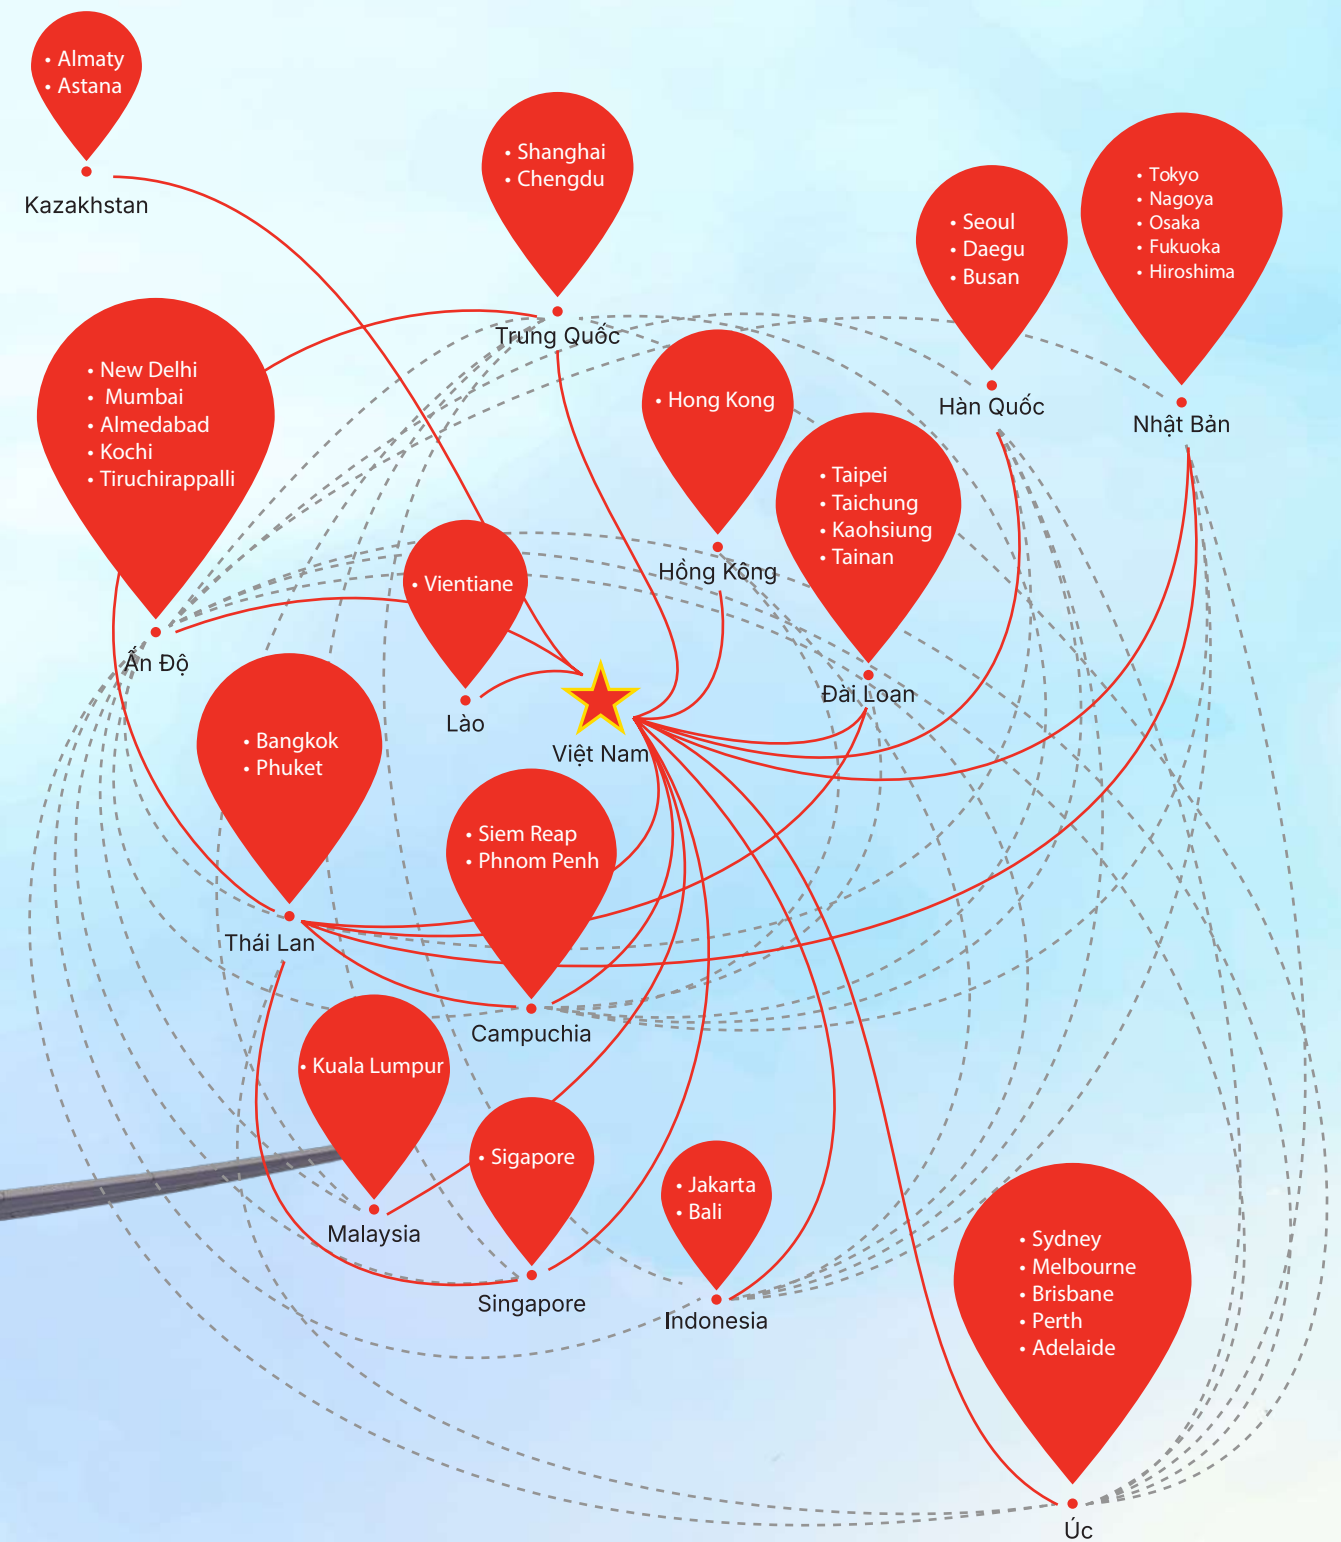 • Almaty
• Astana
Kazakhstan
• Shanghai
• Chengdu
Trung Quốc
• Seoul
• Daegu
• Busan
Hàn Quốc
• Tokyo
• Nagoya
• Osaka
• Fukuoka
• Hiroshima
Nhật Bản
• New Delhi
• Mumbai
• Almedabad
• Kochi
• Tiruchirappalli
Ấn Độ
• Hong Kong
Hồng Kông
• Taipei
• Taichung
• Kaohsiung
• Tainan
Đài Loan
• Vientiane
Lào
Việt Nam
• Bangkok
• Phuket
Thái Lan
• Siem Reap
• Phnom Penh
Campuchia
• Kuala Lumpur
Malaysia
• Sigapore
Singapore
• Jakarta
• Bali
Indonesia
• Sydney
• Melbourne
• Brisbane
• Perth
• Adelaide
Úc